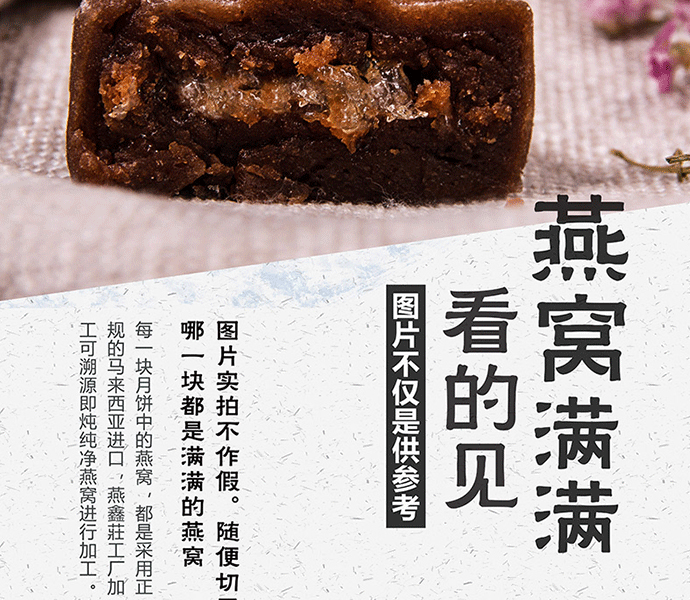 燕窝满满
看的见
图片不仅是供参考
图片实拍不作假。随便切
哪一块都是满满的燕窝
每一块月饼中的燕窝，都是采用正
规的马来西亚进口，燕鑫莊工厂加
工可溯源即炖纯净燕窝进行加工。